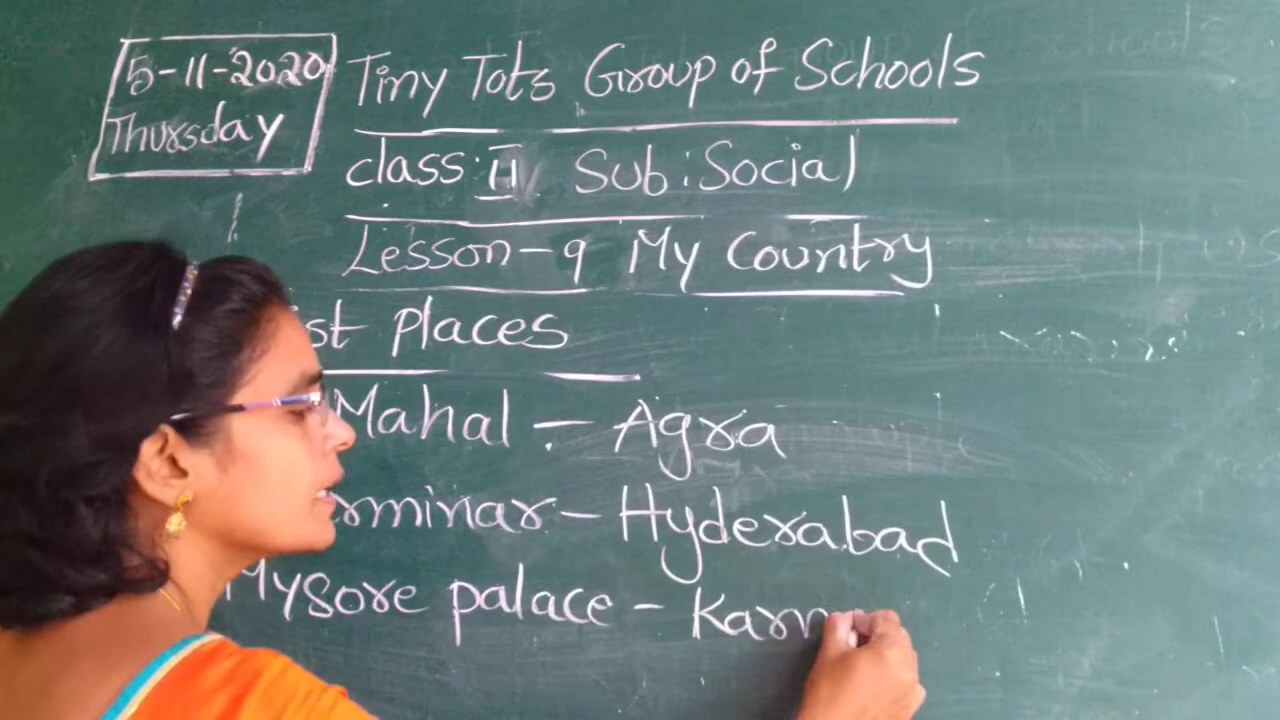 5-11-2020
Thursday
Tiny Tots Group of Schools
class: II Sub: Social
Lesson-9 My Country
st places
Mahal - Agra
rminar - Hyderabad
Mysore palace - Karn